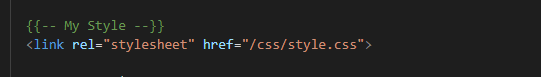 {{-- My Style --}}
<link rel="stylesheet" href="/css/style.css">